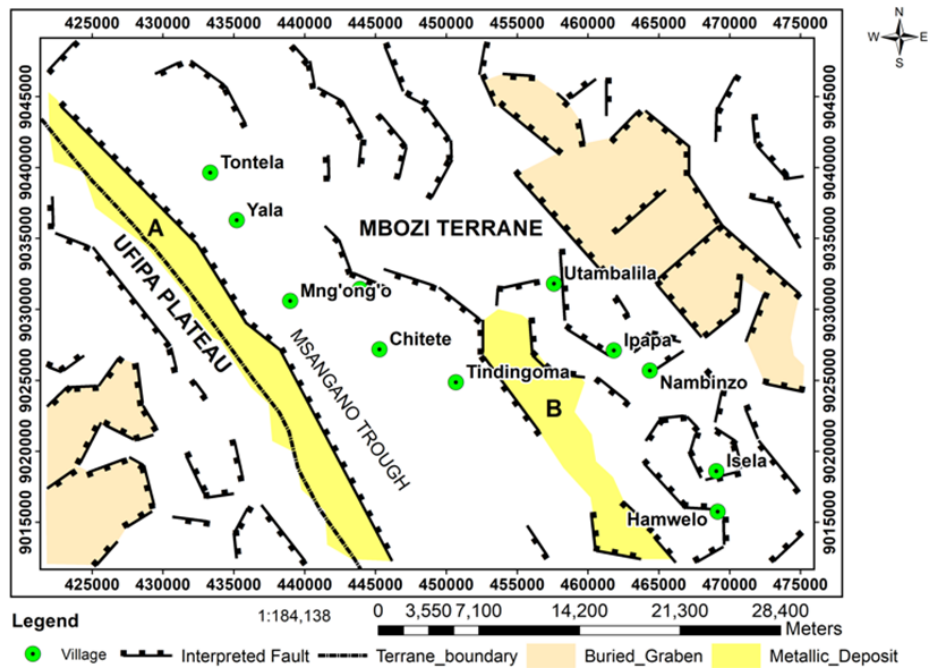 425000 430000 435000 440000 445000 450000 455000 460000 465000 470000 475000
N
W E
S
9045000 9045000
9040000 9040000
9035000 9035000
9030000 9030000
9025000 9025000
9020000 9020000
9015000 9015000
Tontela
Yala
A
MBOZI TERRANE
UFIPA PLATEAU
Utambalila
Mng'ong'o
MSANGANO TROUGH
Chitete
Ipapa
Tindingoma
Nambinzo
B
Isela
Hamwelo
425000 430000 435000 440000 445000 450000 455000 460000 465000 470000 475000
Legend
1:184,138
0 3,550 7,100 14,200 21,300 28,400
Meters
Village Interpreted Fault Terrane_boundary Buried_Graben Metallic_Deposit